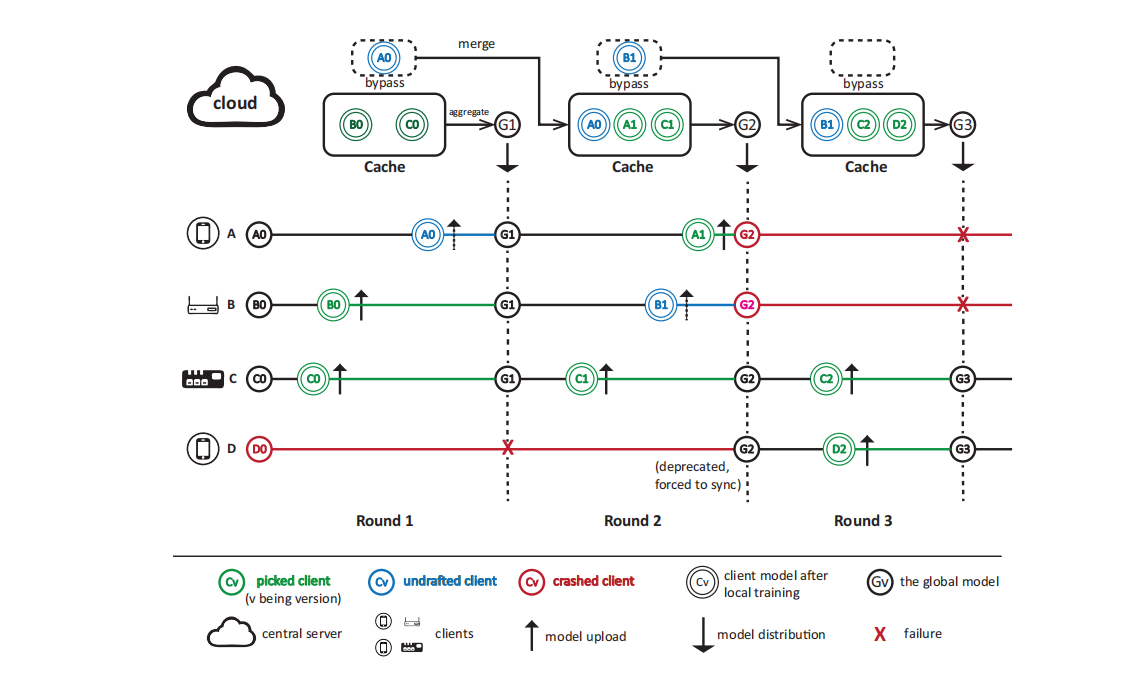 A0
merge
B1
bypass
bypass
bypass
cloud
B0 C0
aggregate
G1
A0 A1 C1
G2
B1 C2 D2
G3
Cache
Cache
Cache
A A0 A0 G1 A1 G2 X
B B0 B0 G1 B1 G2 X
C C0 C0 G1 C1 G2 C2 G3
D D0 X G2 D2 G3
(deprecated,
forced to sync)
Round 1
Round 2
Round 3
Cv picked client
(v being version)
Cv undrafted client
Cv crashed client
Cv client model after
local training
Gv the global model
central server
clients
model upload
model distribution
X failure